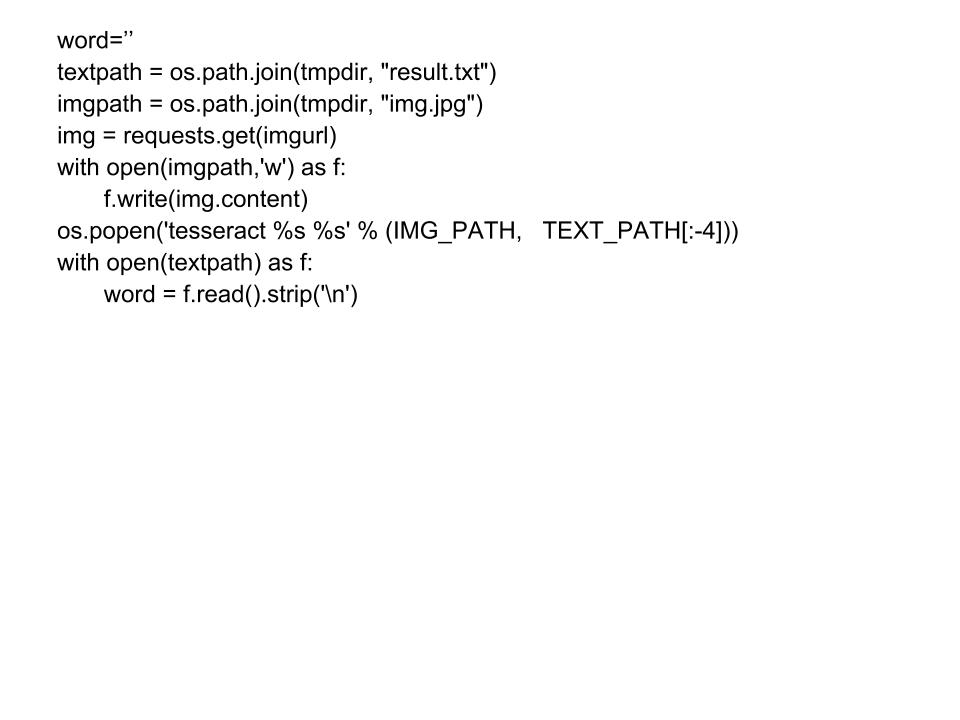 word=’’
textpath = os.path.join(tmpdir, "result.txt")
imgpath = os.path.join(tmpdir, "img.jpg")
img = requests.get(imgurl)
with open(imgpath,'w') as f:
    f.write(img.content)
os.popen('tesseract %s %s' % (IMG_PATH,   TEXT_PATH[:-4]))
with open(textpath) as f:
    word = f.read().strip('\n')